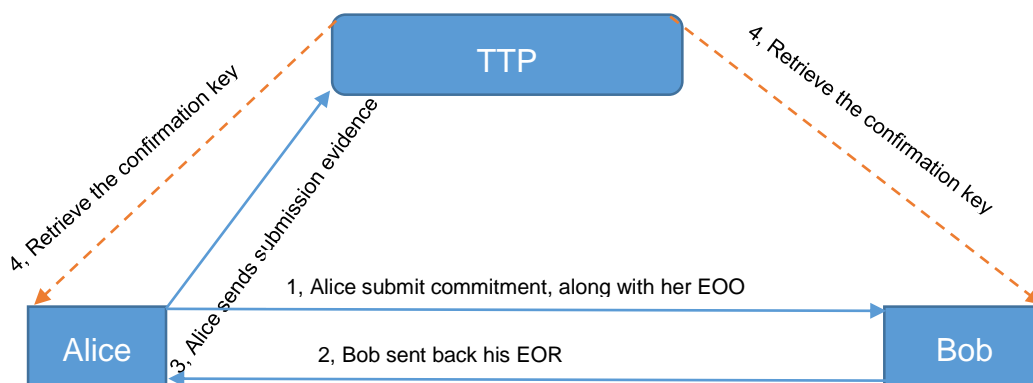 TTP
4, Retrieve the confirmation key
4, Retrieve the confirmation key
3, Alice sends submission evidence
1, Alice submit commitment, along with her EOO
Alice
Bob
2, Bob sent back his EOR